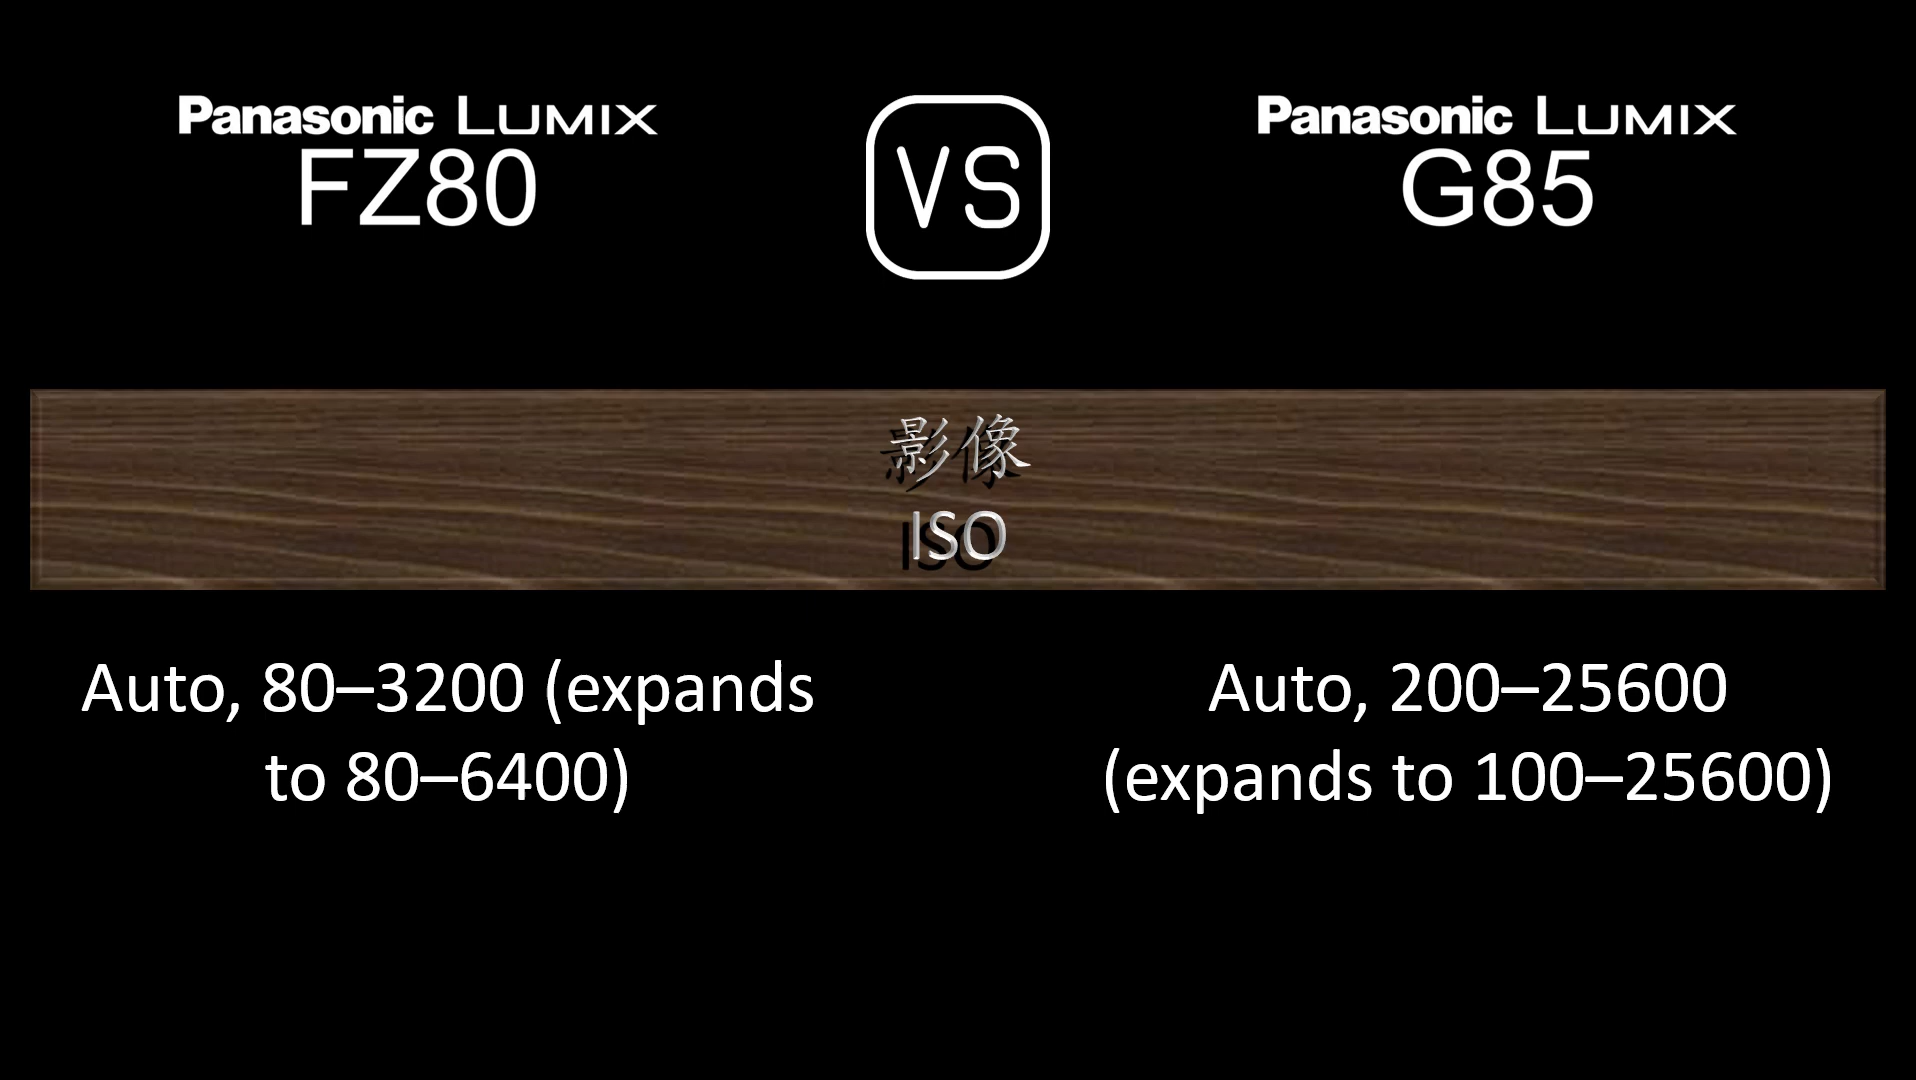 Panasonic LUMIX
FZ80
VS
Panasonic LUMIX
G85
影像
ISO
Auto, 80–3200 (expands
to 80–6400)
Auto, 200–25600
(expands to 100–25600)